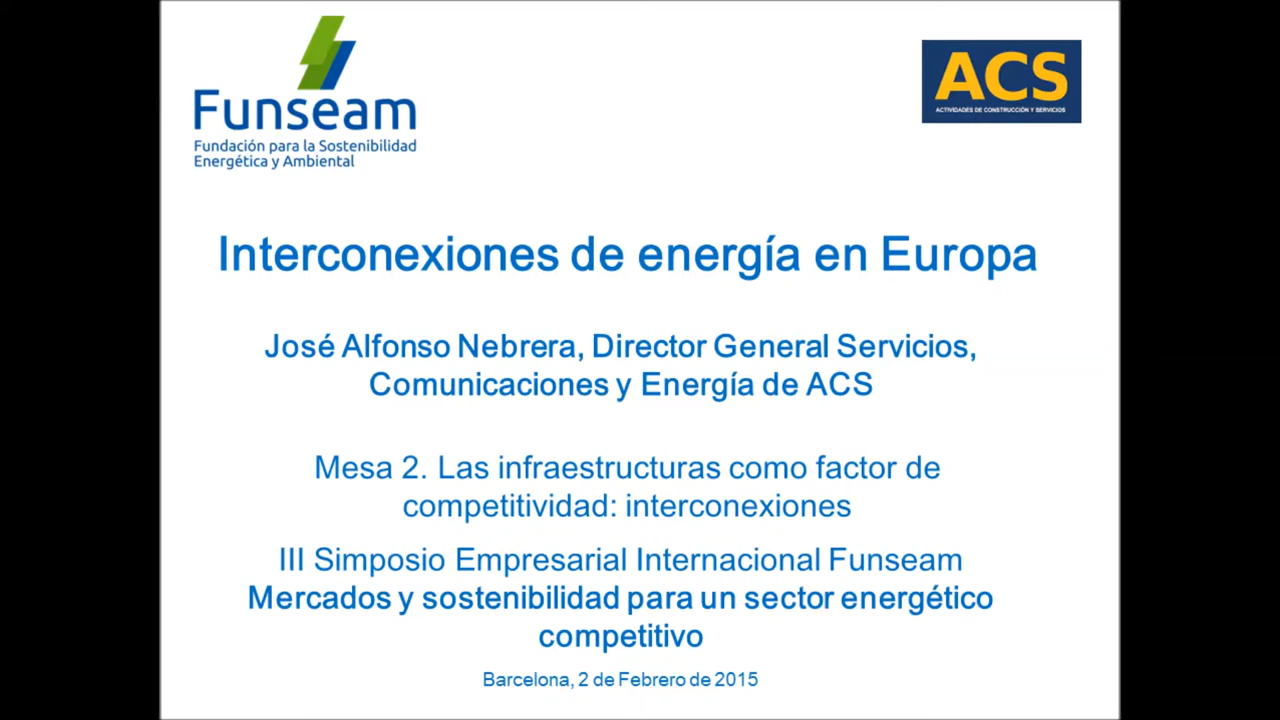 Funseam
Fundación para la Sostenibilidad
Energética y Ambiental
ACS
ACTIVIDADES DE CONSTRUCCIÓN Y SERVICIOS
Interconexiones de energía en Europa
José Alfonso Nebrera, Director General Servicios,
Comunicaciones y Energía de ACS
Mesa 2. Las infraestructuras como factor de
competitividad: interconexiones
III Simposio Empresarial Internacional Funseam
Mercados y sostenibilidad para un sector energético
competitivo
Barcelona, 2 de Febrero de 2015